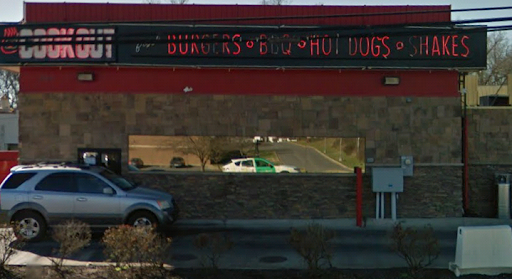 COOKOUT BURGERS • BBQ • HOT DOGS • SHAKES